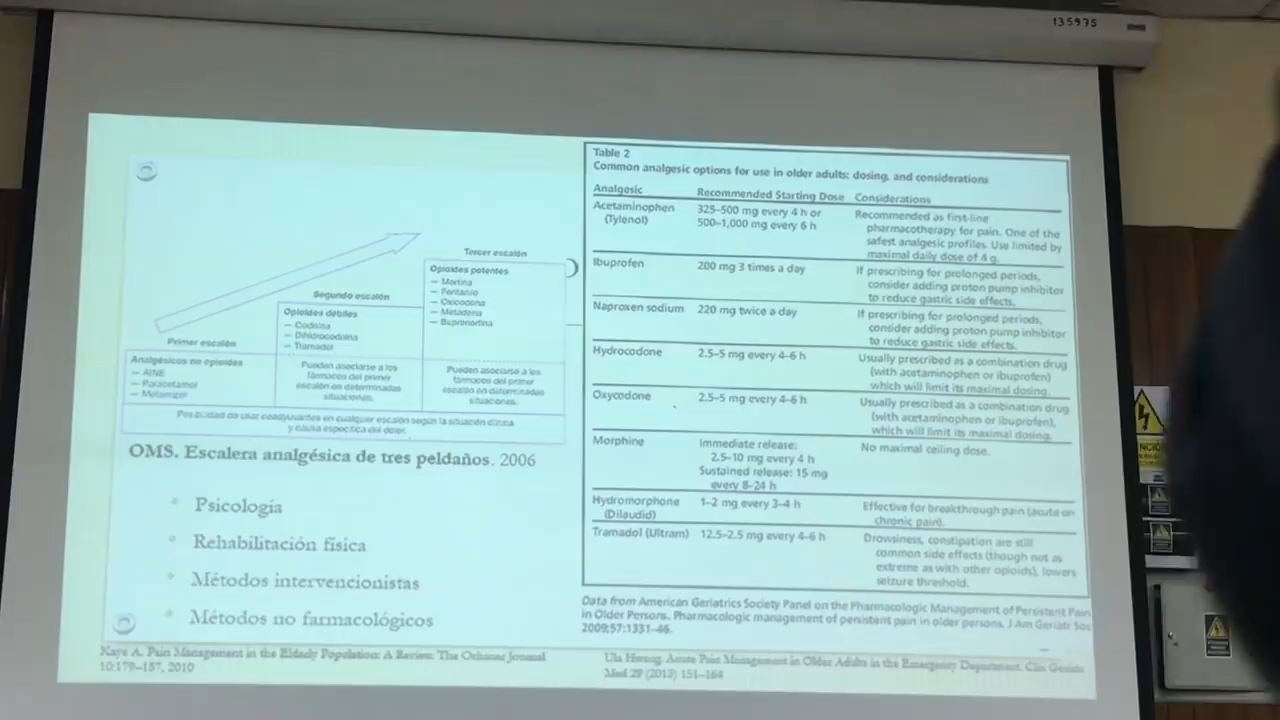 135975
Tercer escalón
Opioides potentes
— Morfina
— Fentanilo
— Oxicodona
— Metadona
— Buprenorfina
Segundo escalón
Opioides débiles
— Codeína
— Dihidrocodeína
— Tramadol
Primer escalón
Analgésicos no opioides
— AINE
— Paracetamol
— Metamizol
Pueden asociarse a los
fármacos del primer
escalón en determinadas
situaciones.
Pueden asociarse a los
fármacos del primer
escalón en determinadas
situaciones.
Posibilidad de usar coadyuvantes en cualquier escalón según la situación clínica
y causa específica del dolor.
OMS. Escalera analgésica de tres peldaños. 2006
Psicología
Rehabilitación física
Métodos intervencionistas
Métodos no farmacológicos
Kaye A. Pain Management in the Elderly Population: A Review. The Ochsner Journal
10:179–187, 2010
Table 2
Common analgesic options for use in older adults: dosing, and considerations
Analgesic Recommended Starting Dose Considerations
Acetaminophen (Tylenol) 325–500 mg every 4 h or
500–1,000 mg every 6 h
Recommended as first-line
pharmacotherapy for pain. One of the
safest analgesic profiles. Use limited by
maximal daily dose of 4 g.
Ibuprofen 200 mg 3 times a day If prescribing for prolonged periods,
consider adding proton pump inhibitor
to reduce gastric side effects.
Naproxen sodium 220 mg twice a day If prescribing for prolonged periods,
consider adding proton pump inhibitor
to reduce gastric side effects.
Hydrocodone 2.5–5 mg every 4–6 h Usually prescribed as a combination drug
(with acetaminophen or ibuprofen)
which will limit its maximal dosing.
Oxycodone 2.5–5 mg every 4–6 h Usually prescribed as a combination drug
(with acetaminophen or ibuprofen),
which will limit its maximal dosing.
Morphine Immediate release: No maximal ceiling dose.
2.5–10 mg every 4 h
Sustained release: 15 mg
every 8–24 h
Hydromorphone 1–2 mg every 3–4 h Effective for breakthrough pain (acute on
(Dilaudid) chronic pain).
Tramadol (Ultram) 12.5–2.5 mg every 4–6 h Drowsiness, constipation are still
common side effects (though not as
extreme as with other opioids), lowers
seizure threshold.
Data from American Geriatrics Society Panel on the Pharmacologic Management of Persistent Pain
in Older Persons. Pharmacologic management of persistent pain in older persons. J Am Geriatr Soc
2009;57:1331–46.
Ula Hwang. Acute Pain Management in Older Adults in the Emergency Department. Clin Geriatr
Med 29 (2013) 151–164